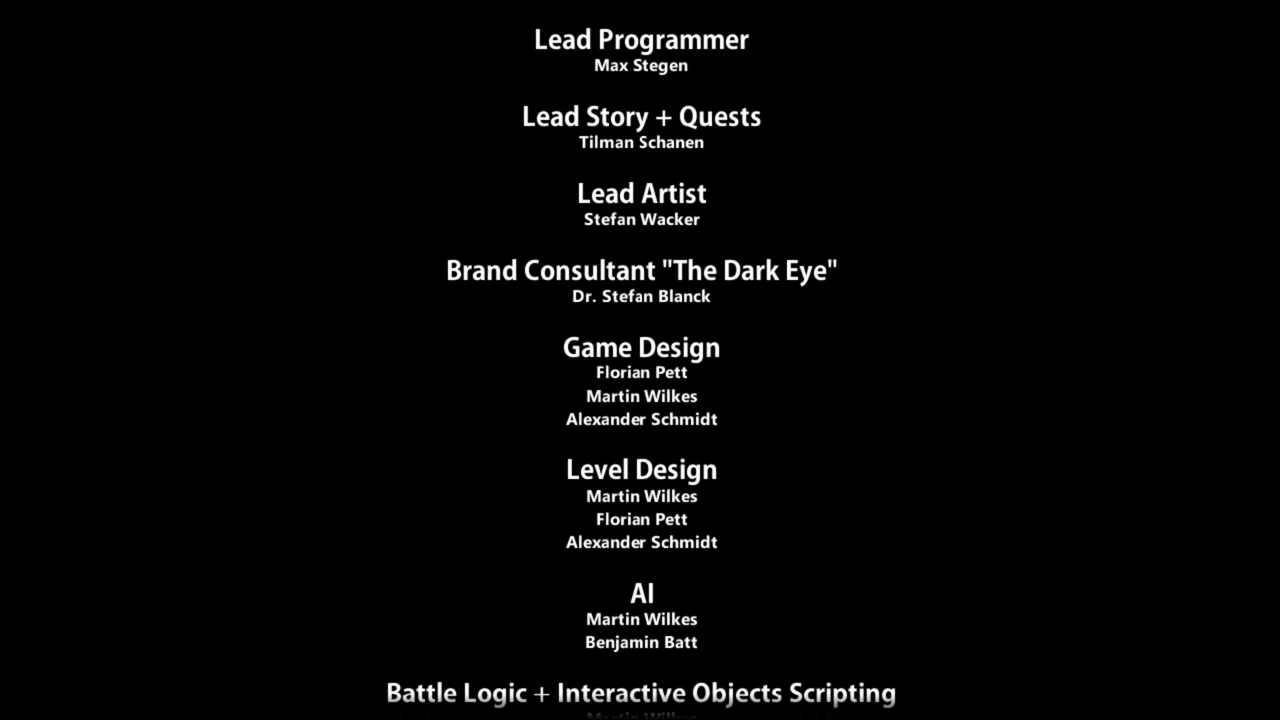 Lead Programmer
Max Stegen
Lead Story + Quests
Tilman Schanen
Lead Artist
Stefan Wacker
Brand Consultant "The Dark Eye"
Dr. Stefan Blanck
Game Design
Florian Pett
Martin Wilkes
Alexander Schmidt
Level Design
Martin Wilkes
Florian Pett
Alexander Schmidt
AI
Martin Wilkes
Benjamin Batt
Battle Logic + Interactive Objects Scripting